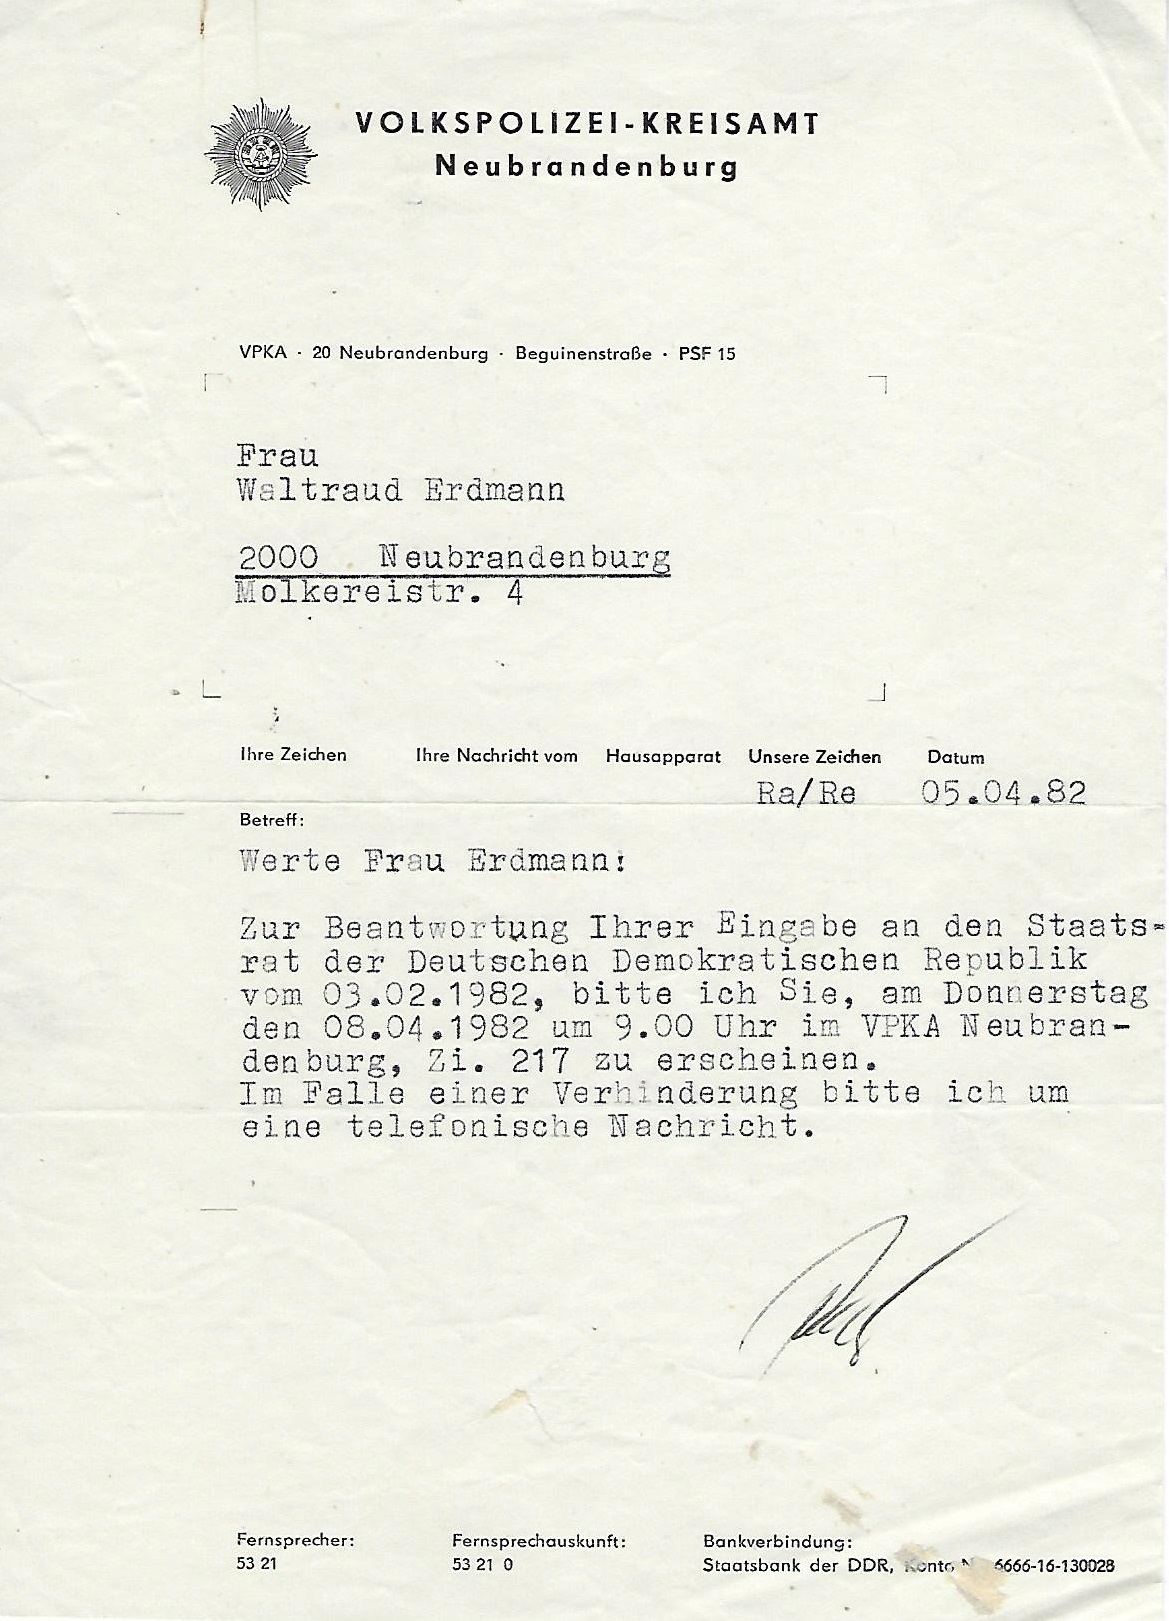 VOLKSPOLIZEI-KREISAMT
Neubrandenburg
VPKA · 20 Neubrandenburg · Beguinenstraße · PSF 15
Frau
Waltraud Erdmann
2000 Neubrandenburg
Molkereistr. 4
Ihre Zeichen Ihre Nachricht vom Hausapparat Unsere Zeichen Datum
Ra/Re 05.04.82
Betreff:
Werte Frau Erdmann!
Zur Beantwortung Ihrer Eingabe an den Staats-
rat der Deutschen Demokratischen Republik
vom 03.02.1982, bitte ich Sie, am Donnerstag
den 08.04.1982 um 9.00 Uhr im VPKA Neubran-
denburg, Zi. 217 zu erscheinen.
Im Falle einer Verhinderung bitte ich um
eine telefonische Nachricht.
Fernsprecher: Fernsprechauskunft: Bankverbindung:
53 21 53 21 0 Staatsbank der DDR, Konto 6666-16-130028